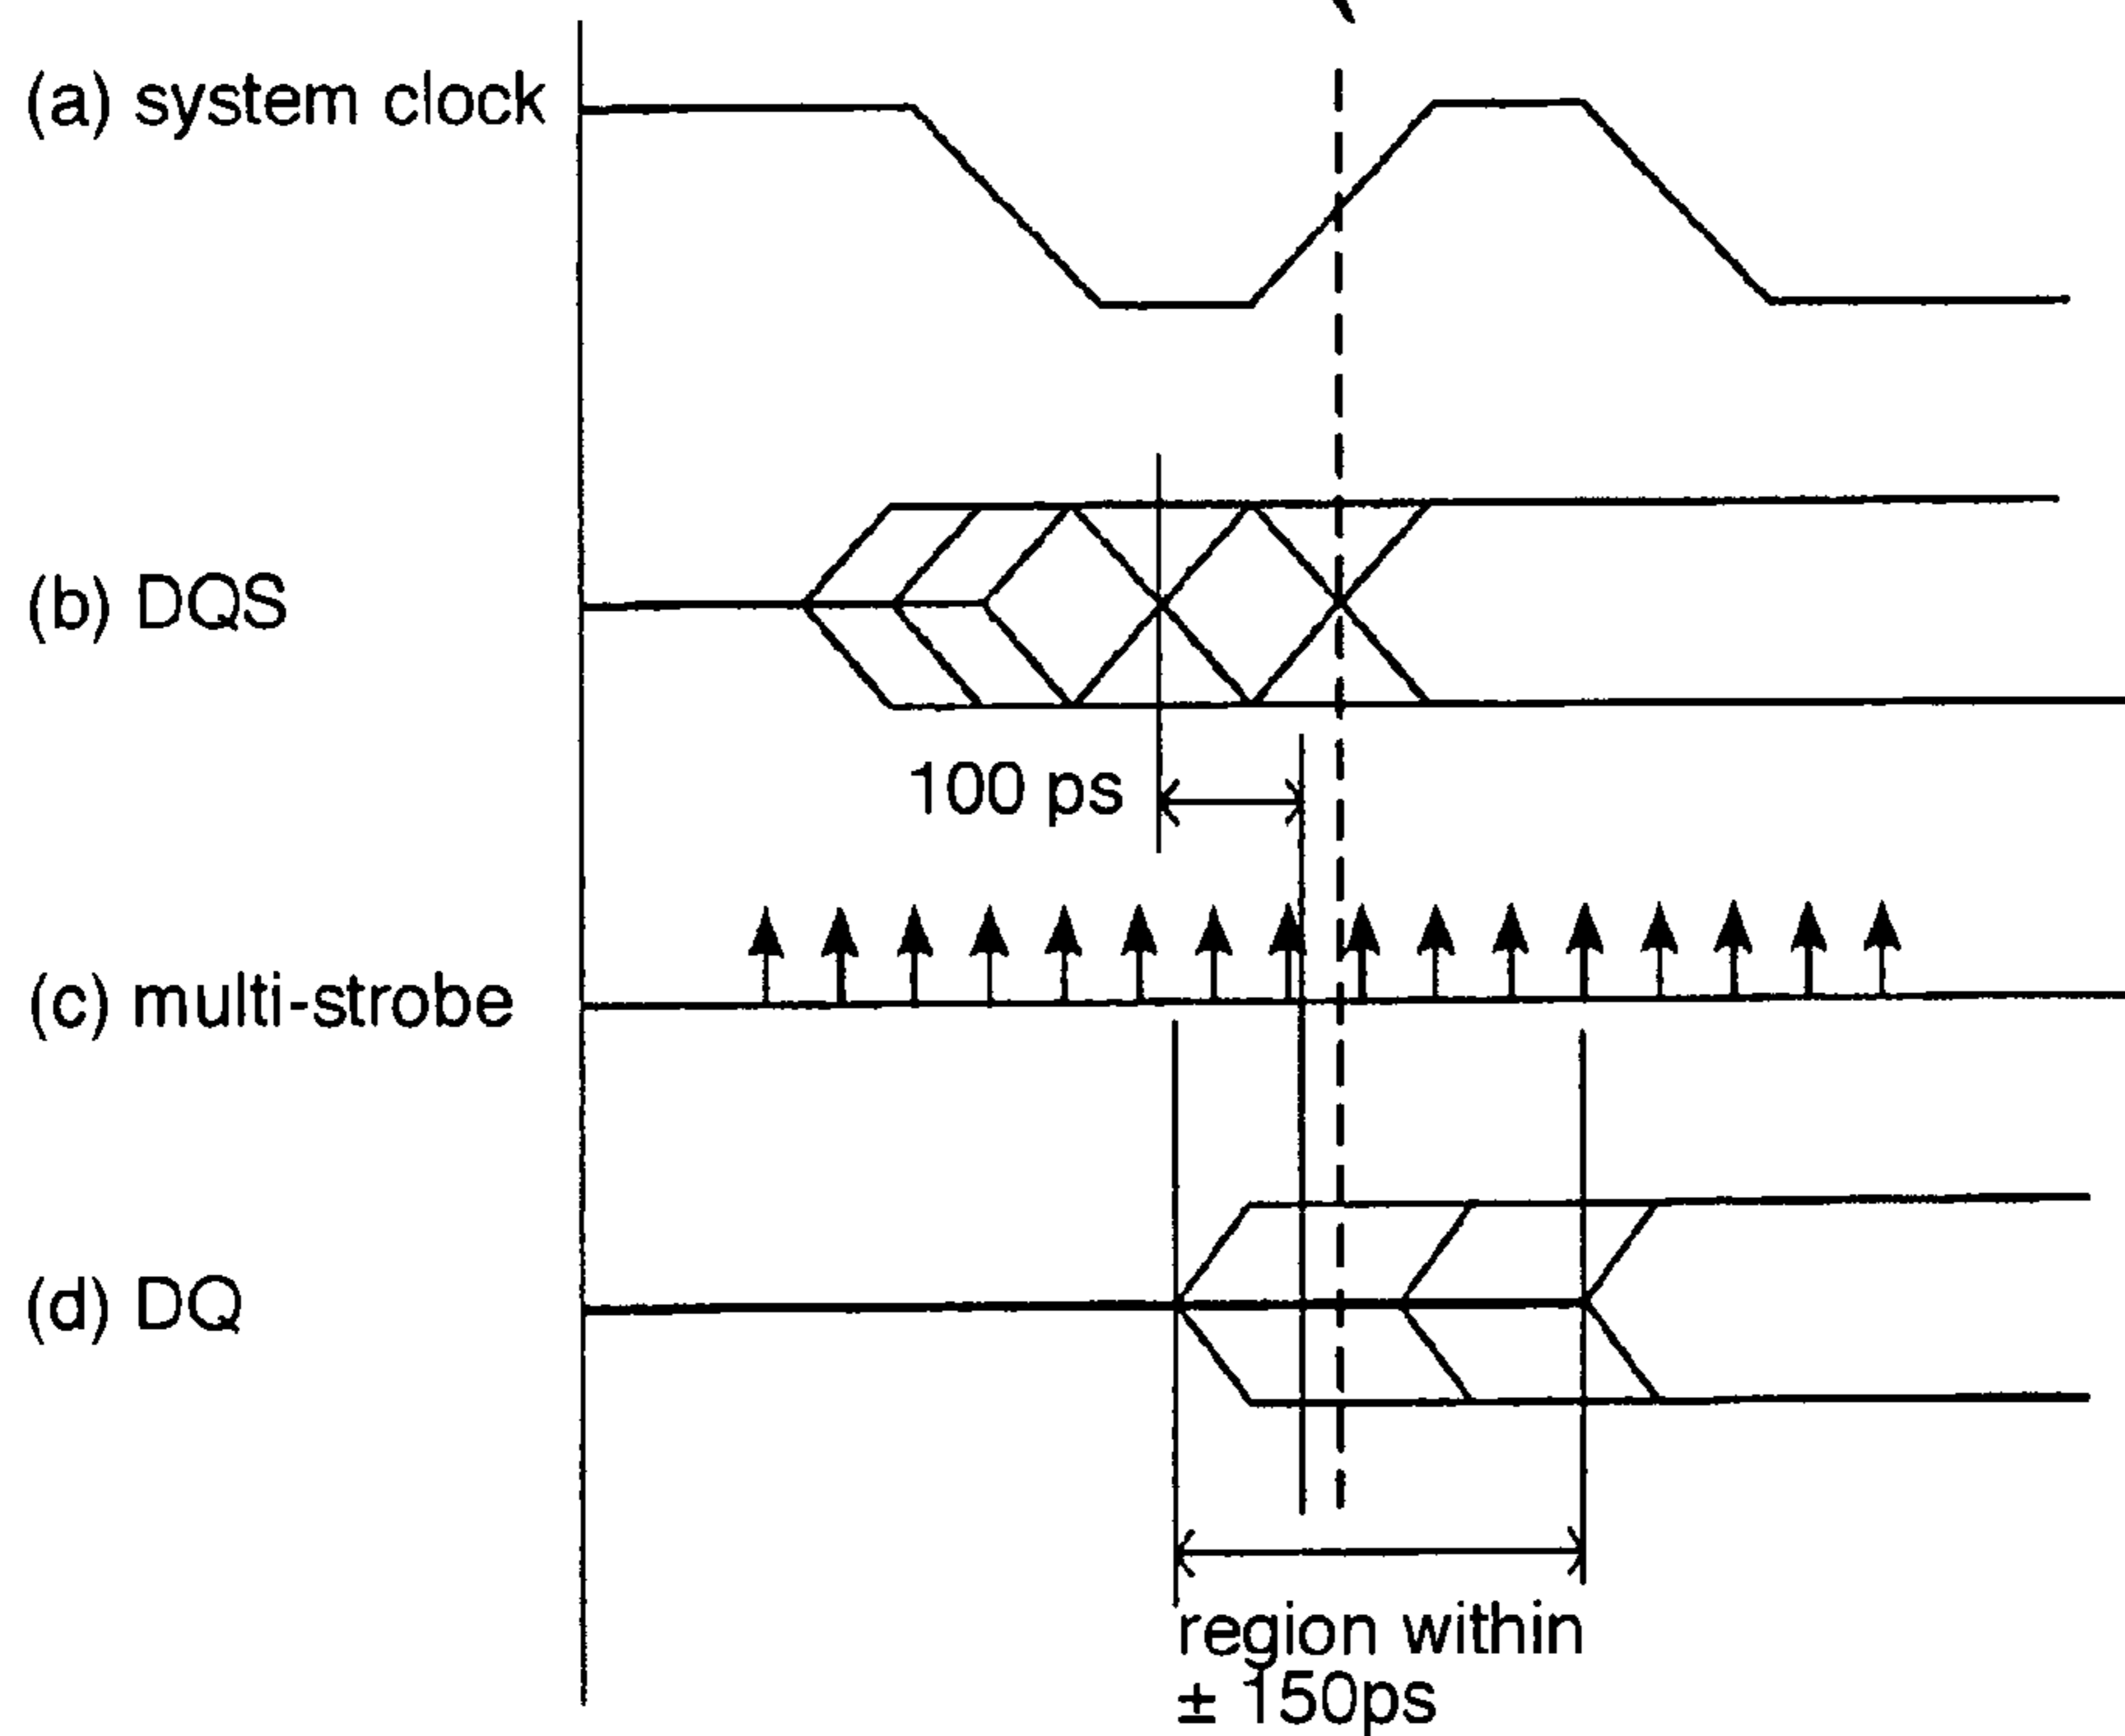 (a) system clock
(b) DQS
100 ps
(c) multi-strobe
(d) DQ
region within
± 150ps